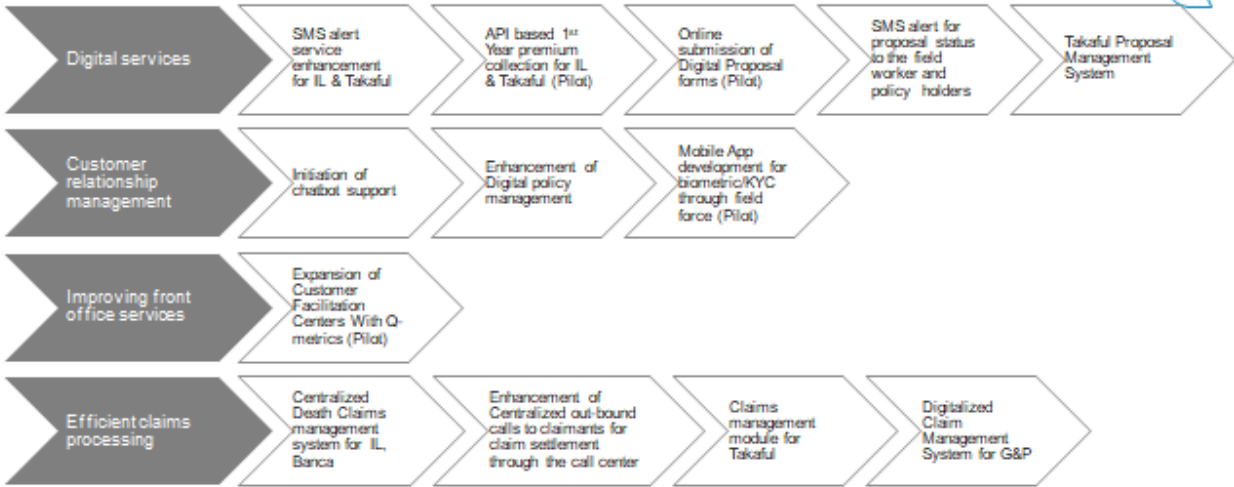 Digital services
SMS alert
service
enhancement
for IL & Takaful
API based 1st
Year premium
collection for IL
& Takaful (Pilot)
Online
submission of
Digital Proposal
forms (Pilot)
SMS alert for
proposal status
to the field
worker and
policy holders
Takaful Proposal
Management
System
Customer
relationship
management
Initiation of
chatbot support
Enhancement of
Digital policy
management
Mobile App
development for
biometric/KYC
through field
force (Pilot)
Improving front
office services
Expansion of
Customer
Facilitation
Centers With Q-
metrics (Pilot)
Efficient claims
processing
Centralized
Death Claims
management
system for IL,
Banca
Enhancement of
Centralized out-bound
calls to claimants for
claim settlement
through the call center
Claims
management
module for
Takaful
Digitalized
Claim
Management
System for G&P